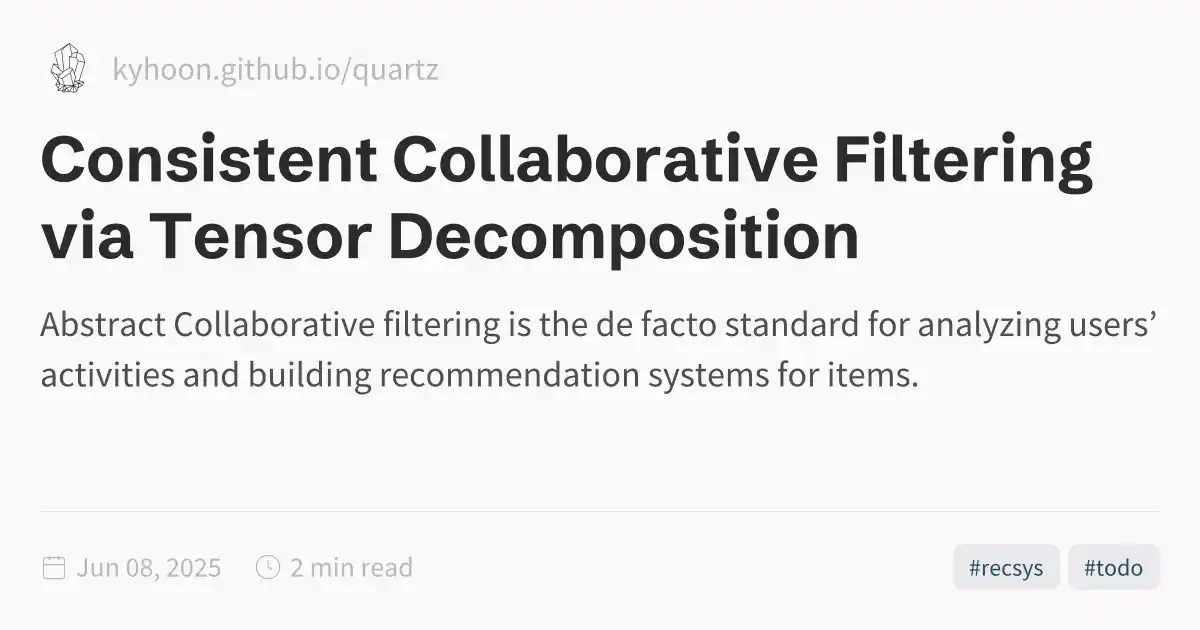 kyhoon.github.io/quartz
Consistent Collaborative Filtering
via Tensor Decomposition
Abstract Collaborative filtering is the de facto standard for analyzing users’
activities and building recommendation systems for items.
Jun 08, 2025 2 min read #recsys #todo